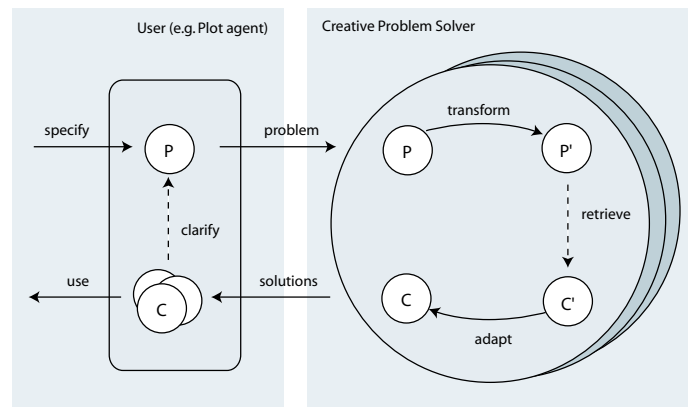 User (e.g. Plot agent)
Creative Problem Solver
specify
P
problem
clarify
C
use
solutions
transform
P
P'
retrieve
C
C'
adapt